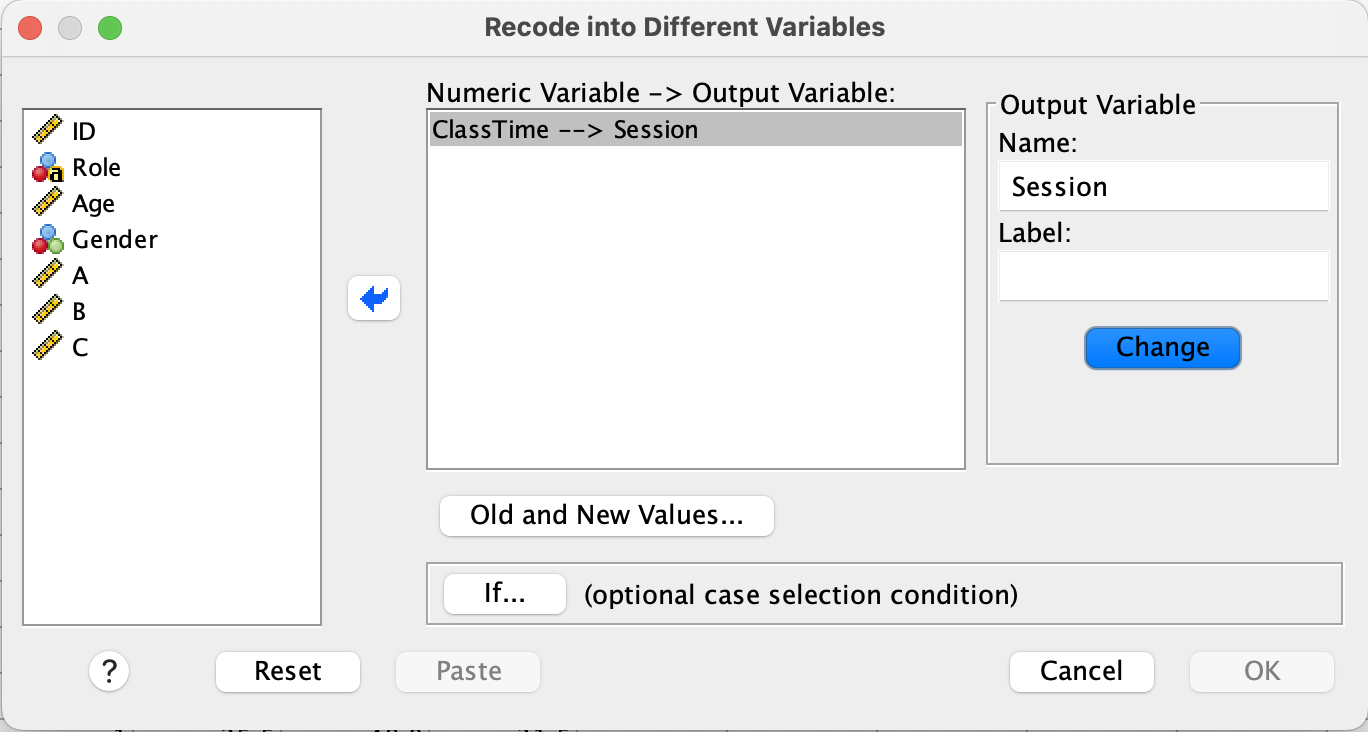 Recode into Different Variables
Numeric Variable -> Output Variable:
ID
Role
Age
Gender
A
B
C
ClassTime --> Session
Output Variable
Name:
Session
Label:
Change
Old and New Values...
If... (optional case selection condition)
? Reset Paste Cancel OK